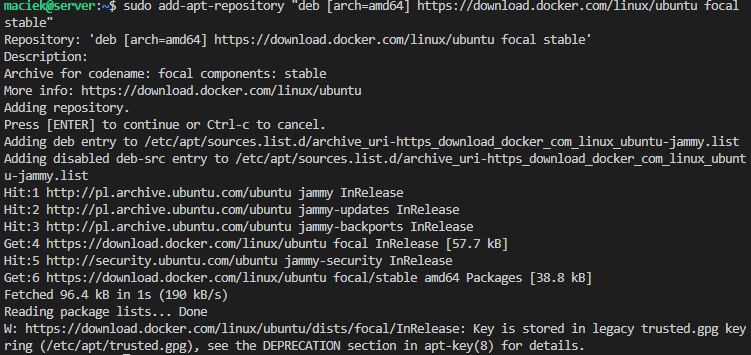 maciek@server:~$ sudo add-apt-repository "deb [arch=amd64] https://download.docker.com/linux/ubuntu focal
stable"
Repository: 'deb [arch=amd64] https://download.docker.com/linux/ubuntu focal stable'
Description:
Archive for codename: focal components: stable
More info: https://download.docker.com/linux/ubuntu
Adding repository.
Press [ENTER] to continue or Ctrl-c to cancel.
Adding deb entry to /etc/apt/sources.list.d/archive_uri-https_download_docker_com_linux_ubuntu-jammy.list
Adding disabled deb-src entry to /etc/apt/sources.list.d/archive_uri-https_download_docker_com_linux_ubunt
u-jammy.list
Hit:1 http://pl.archive.ubuntu.com/ubuntu jammy InRelease
Hit:2 http://pl.archive.ubuntu.com/ubuntu jammy-updates InRelease
Hit:3 http://pl.archive.ubuntu.com/ubuntu jammy-backports InRelease
Get:4 https://download.docker.com/linux/ubuntu focal InRelease [57.7 kB]
Hit:5 http://security.ubuntu.com/ubuntu jammy-security InRelease
Get:6 https://download.docker.com/linux/ubuntu focal/stable amd64 Packages [38.8 kB]
Fetched 96.4 kB in 1s (190 kB/s)
Reading package lists... Done
W: https://download.docker.com/linux/ubuntu/dists/focal/InRelease: Key is stored in legacy trusted.gpg key
ring (/etc/apt/trusted.gpg), see the DEPRECATION section in apt-key(8) for details.